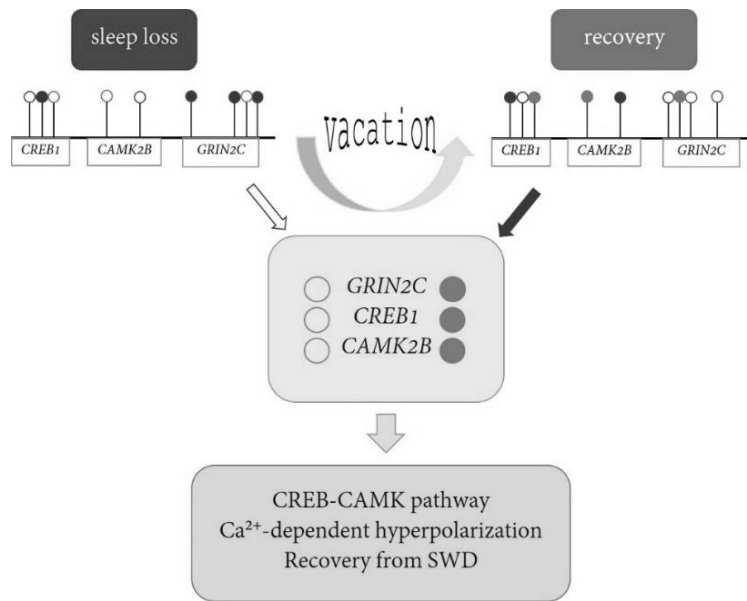 sleep loss
recovery
vacation
CREB1 CAMK2B GRIN2C
CREB1 CAMK2B GRIN2C
GRIN2C
CREB1
CAMK2B
CREB-CAMK pathway
Ca²⁺-dependent hyperpolarization
Recovery from SWD